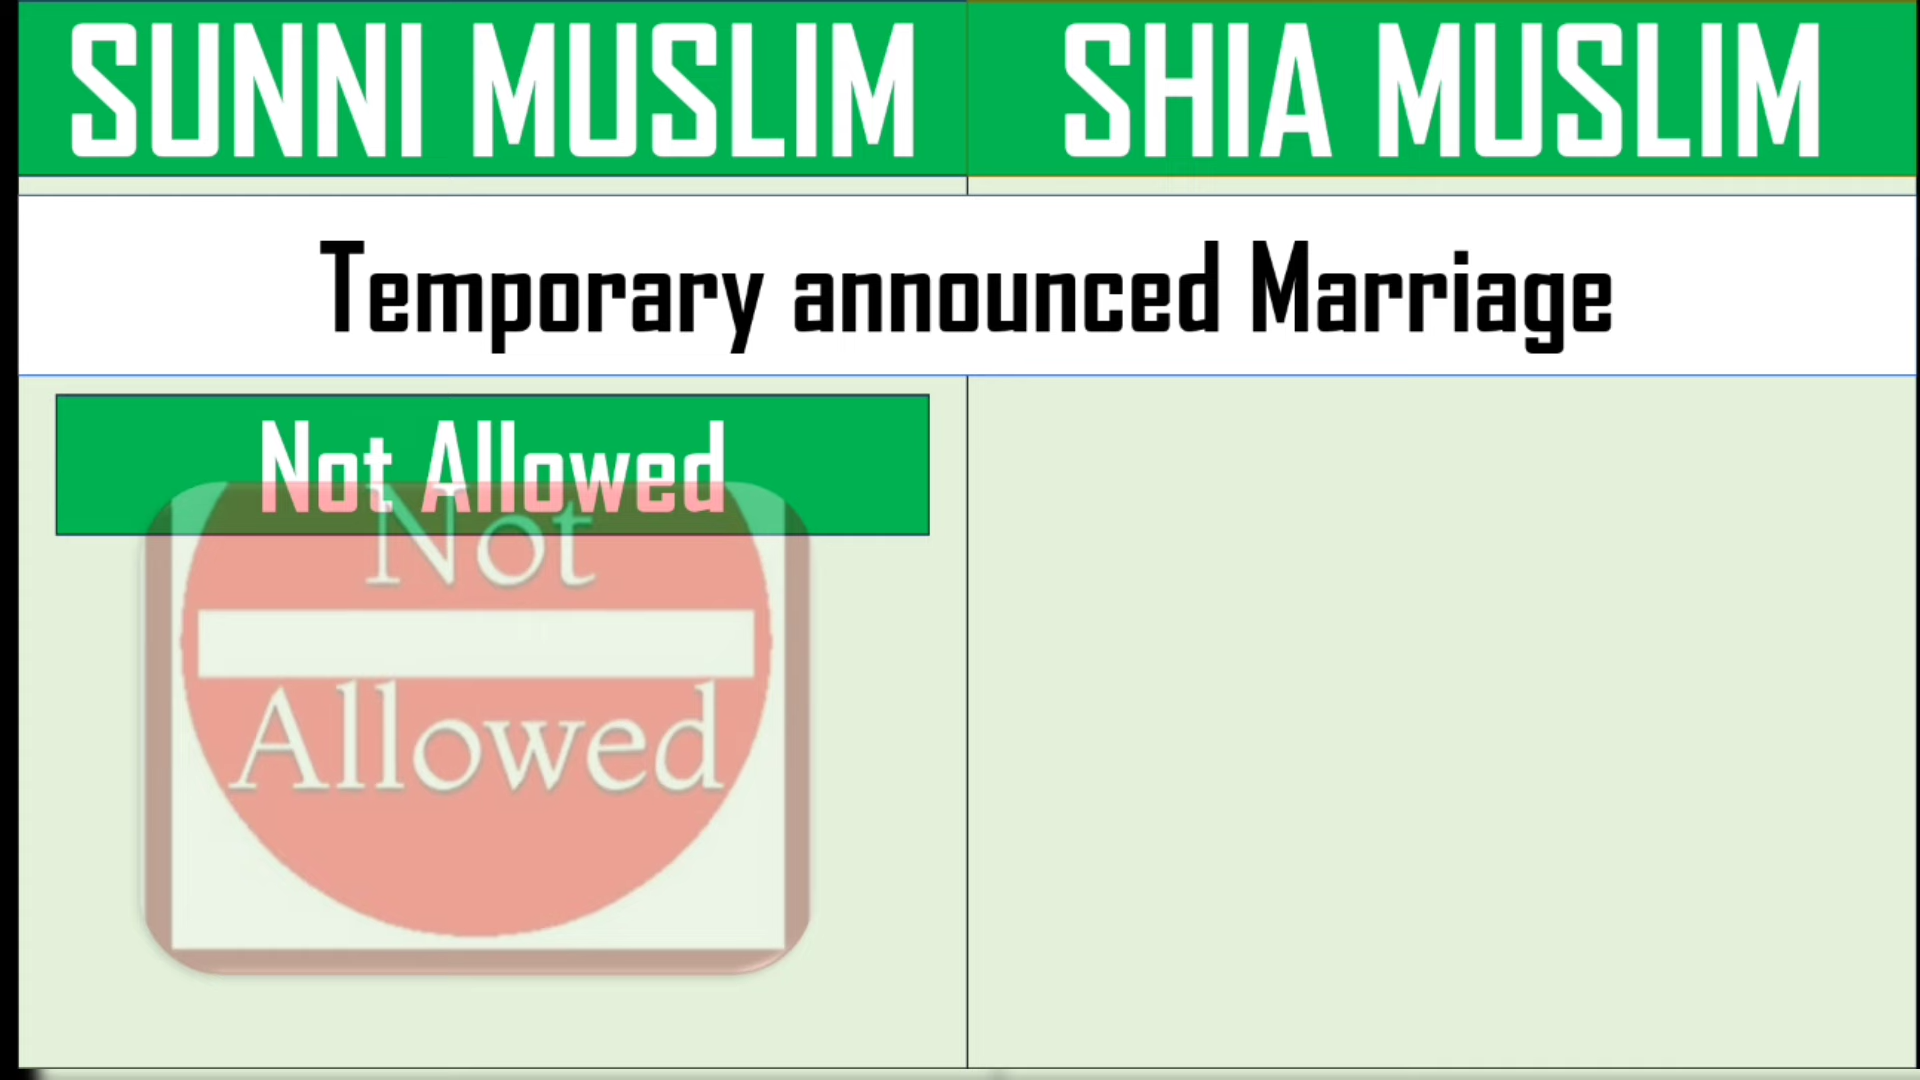 SUNNI MUSLIM SHIA MUSLIM
Temporary announced Marriage
Not Allowed
Not
Allowed